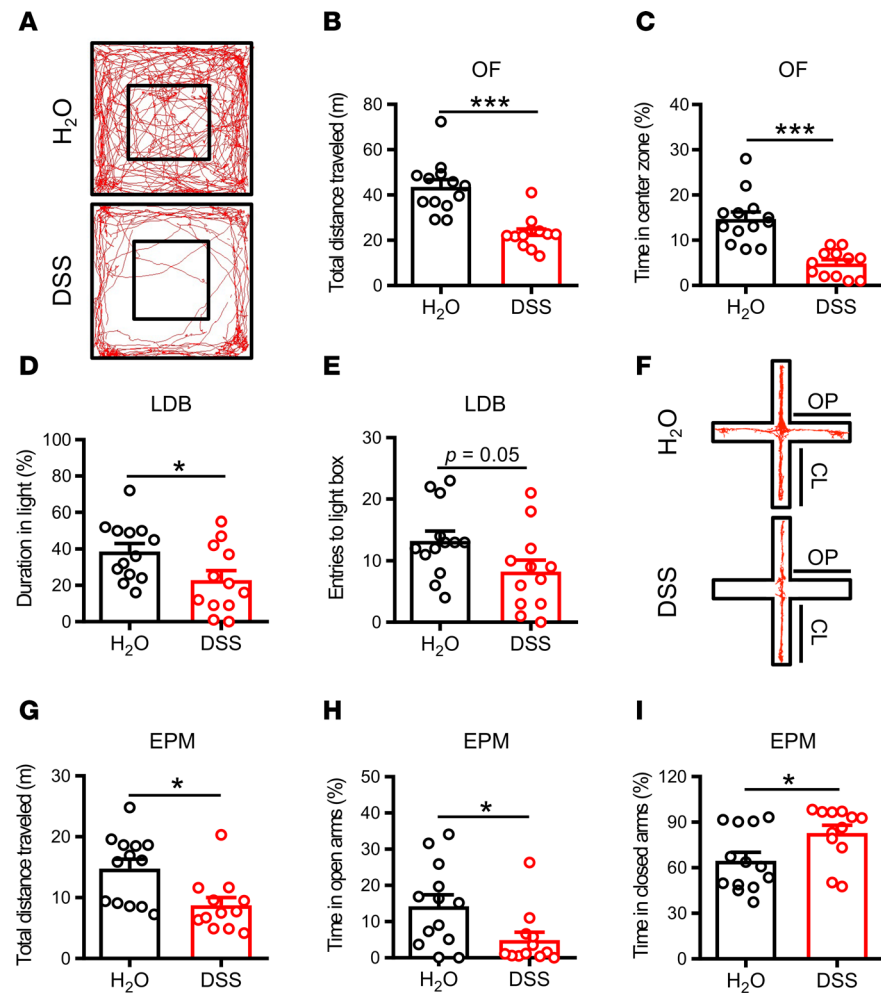 A
H₂O
DSS
B
OF
Total distance traveled (m)
80
60
40
20
0
***
H₂O
DSS
C
OF
Time in center zone (%)
40
30
20
10
0
***
H₂O
DSS
D
LDB
Duration in light (%)
100
80
60
40
20
0
*
H₂O
DSS
E
LDB
Entries to light box
30
20
10
0
p = 0.05
H₂O
DSS
F
H₂O
OP
CL
DSS
OP
CL
G
EPM
Total distance traveled (m)
30
20
10
0
*
H₂O
DSS
H
EPM
Time in open arms (%)
50
40
30
20
10
0
*
H₂O
DSS
I
EPM
Time in closed arms (%)
120
90
60
30
0
*
H₂O
DSS